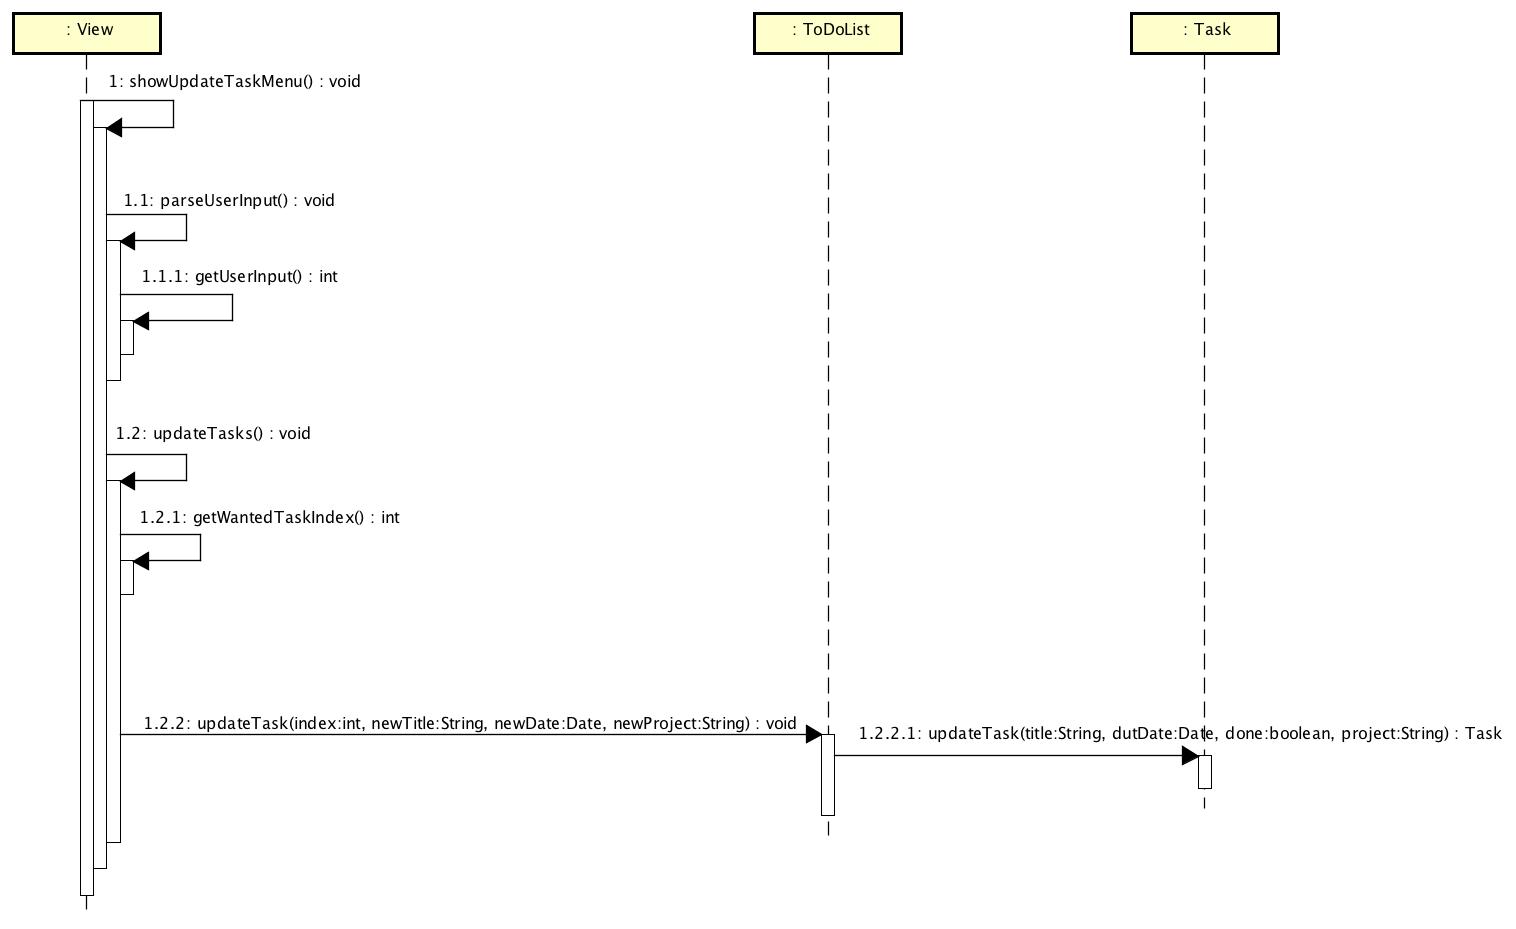 : View
: ToDoList
: Task
1: showUpdateTaskMenu() : void
1.1: parseUserInput() : void
1.1.1: getUserInput() : int
1.2: updateTasks() : void
1.2.1: getWantedTaskIndex() : int
1.2.2: updateTask(index:int, newTitle:String, newDate:Date, newProject:String) : void
1.2.2.1: updateTask(title:String, dutDate:Date, done:boolean, project:String) : Task